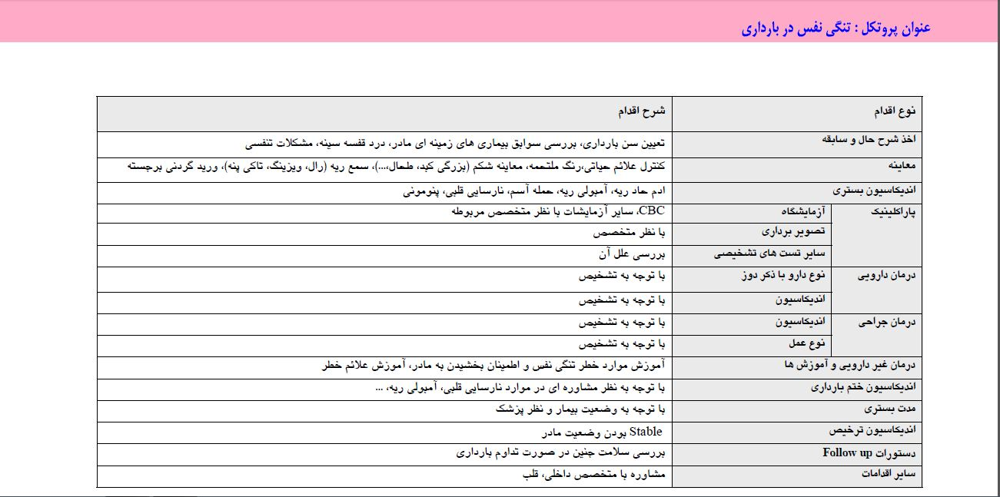 عنوان پروتکل : تنگی نفس در بارداری
نوع اقدام شرح اقدام
اخذ شرح حال و سابقه تعیین سن بارداری، بررسی سوابق بیماری های زمینه ای مادر، درد قفسه سینه، مشکلات تنفسی
معاینه کنترل علائم حیاتی،رنگ ملتحمه، معاینه شکم (بزرگی کبد، طحال،...)، سمع ریه (رال، ویزینگ، تاکی پنه)، ورید گردنی برجسته
اندیکاسیون بستری ادم حاد ریه، آمبولی ریه، حمله آسم، نارسایی قلبی، پنومونی
پاراکلینیک آزمایشگاه CBC، سایر آزمایشات با نظر متخصص مربوطه
تصویر برداری با نظر متخصص
سایر تست های تشخیصی بررسی علل آن
درمان دارویی نوع دارو با ذکر دوز با توجه به تشخیص
اندیکاسیون با توجه به تشخیص
درمان جراحی اندیکاسیون با توجه به تشخیص
نوع عمل با توجه به تشخیص
درمان غیر دارویی و آموزش ها آموزش موارد خطر تنگی نفس و اطمینان بخشیدن به مادر، آموزش علائم خطر
اندیکاسیون ختم بارداری با توجه به نظر مشاوره ای در موارد نارسایی قلبی، آمبولی ریه، ...
مدت بستری با توجه به وضعیت بیمار و نظر پزشک
اندیکاسیون ترخیص Stable بودن وضعیت مادر
دستورات Follow up بررسی سلامت جنین در صورت تداوم بارداری
سایر اقدامات مشاوره با متخصص داخلی، قلب